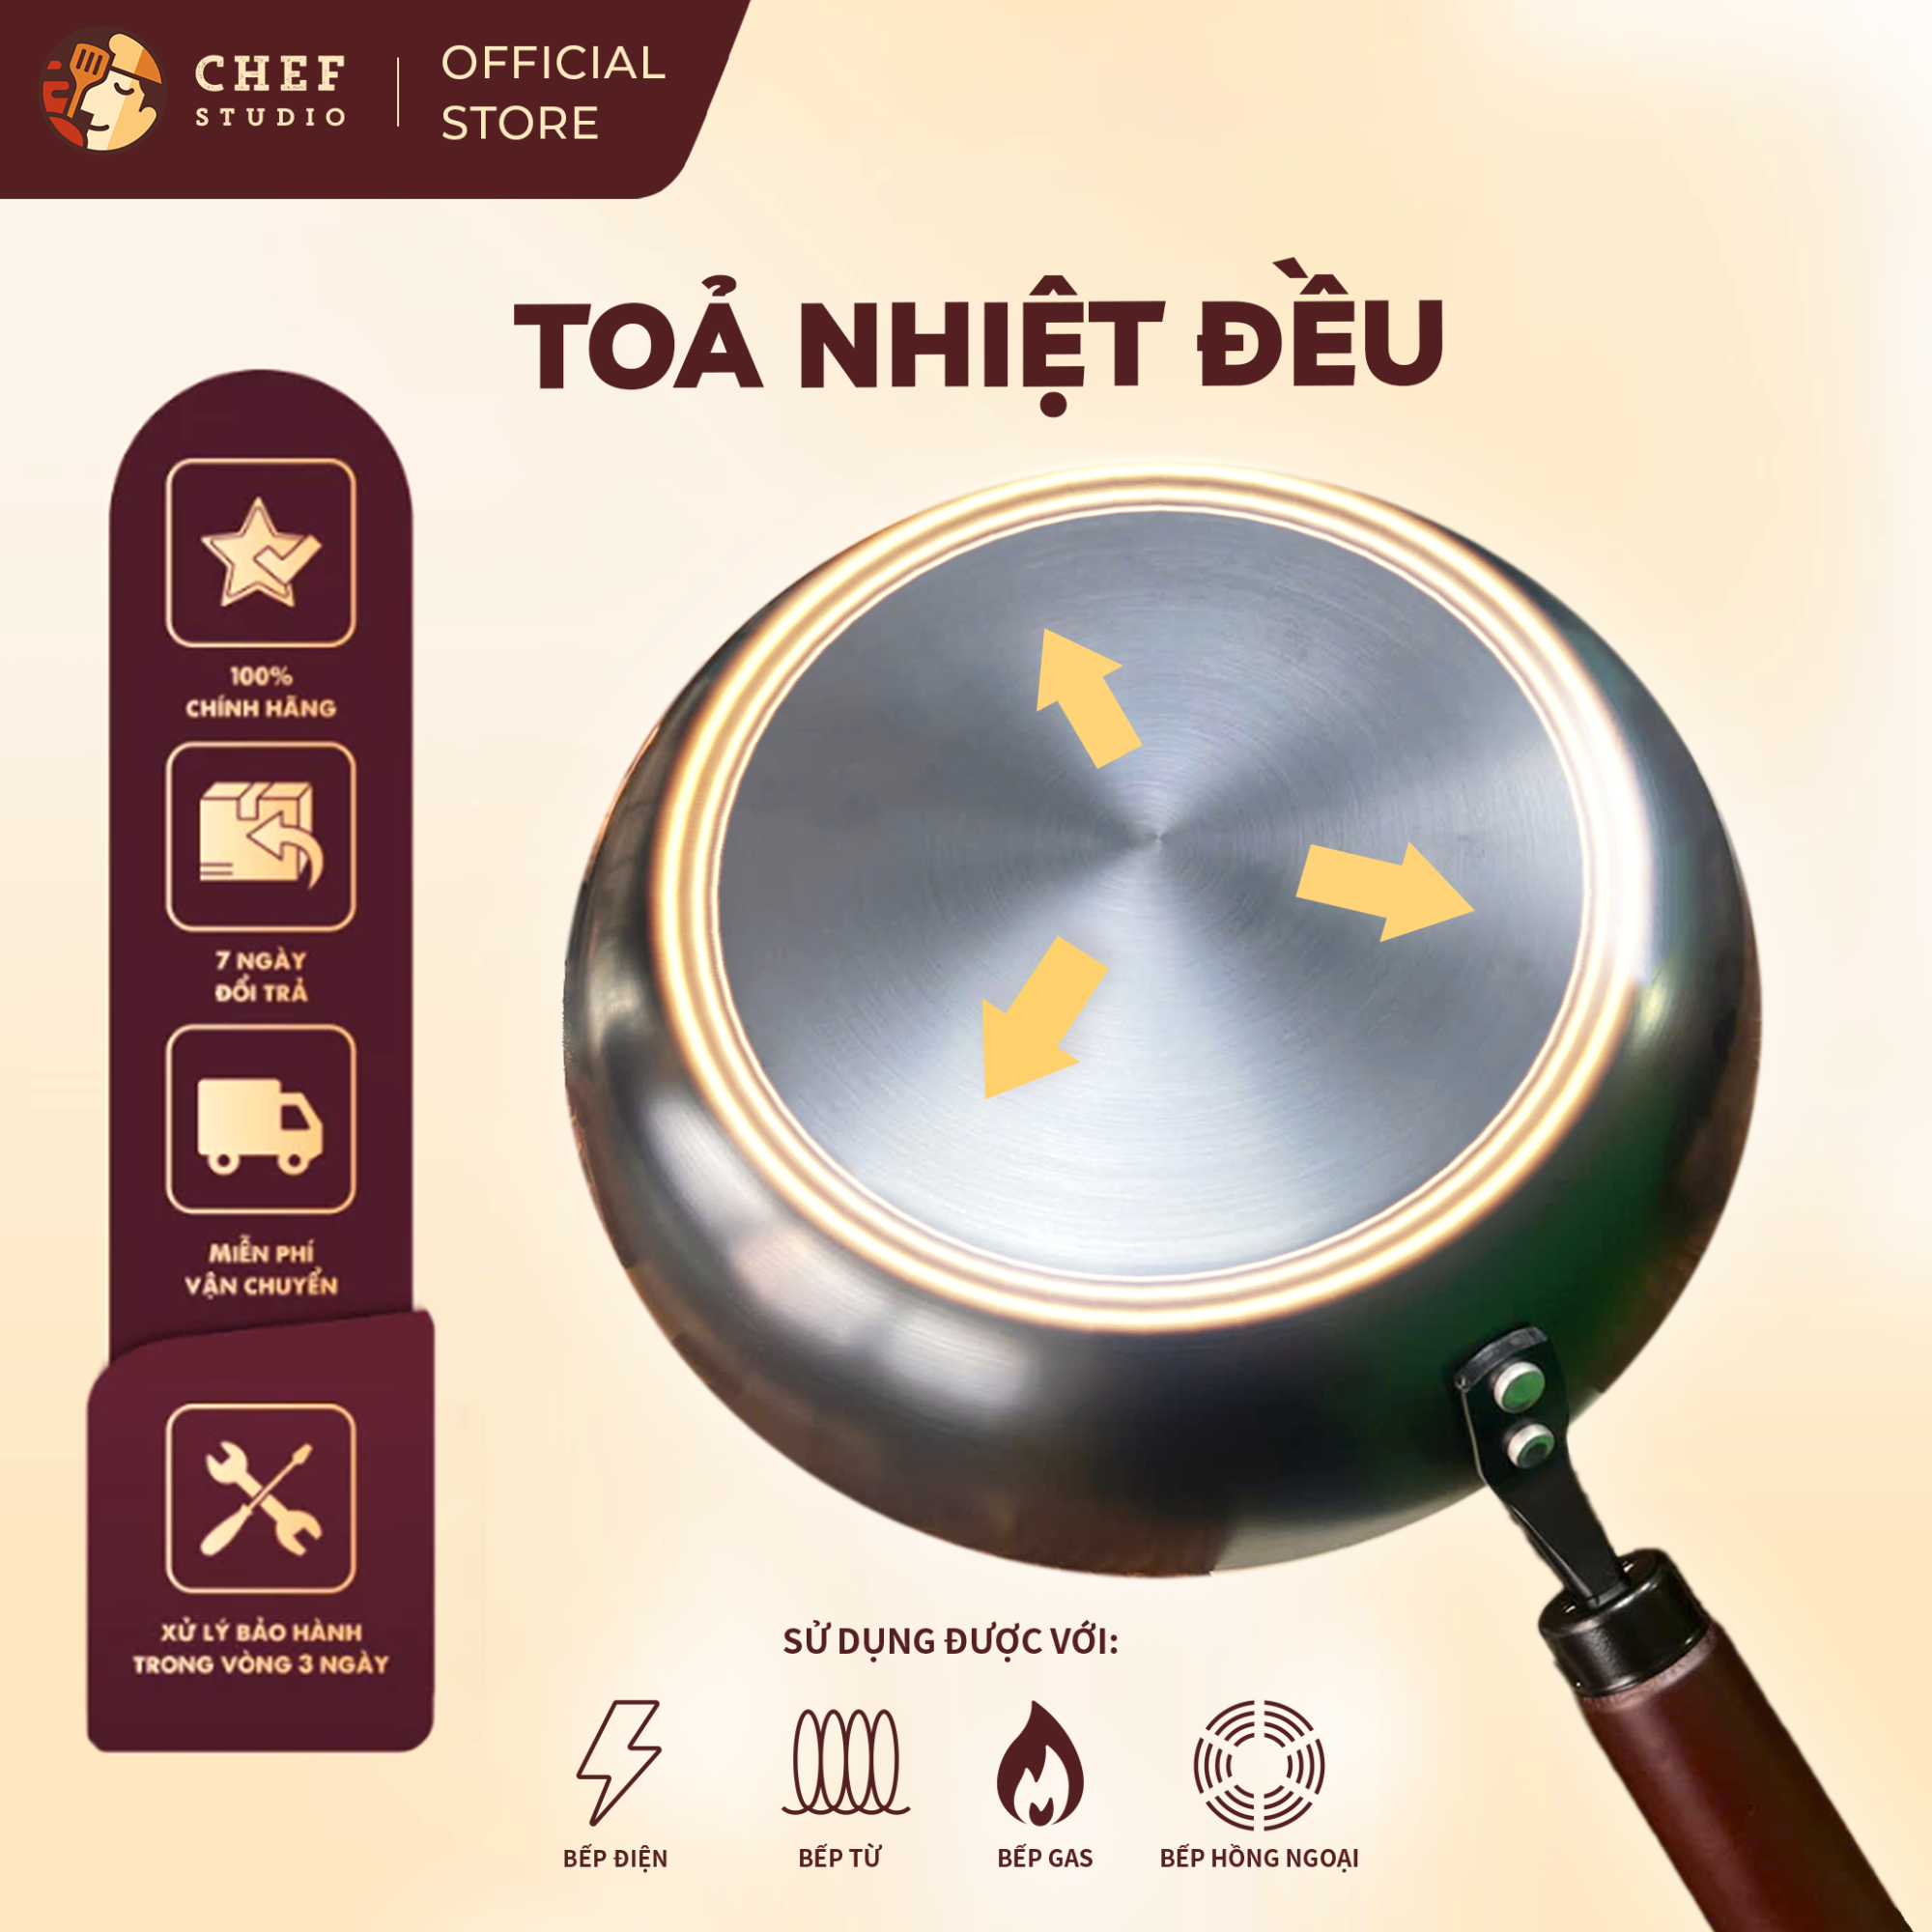 CHEF
STUDIO
OFFICIAL
STORE
TOẢ NHIỆT ĐỀU
100%
CHÍNH HÃNG
7 NGÀY
ĐỔI TRẢ
MIỄN PHÍ
VẬN CHUYỂN
XỬ LÝ BẢO HÀNH
TRONG VÒNG 3 NGÀY
SỬ DỤNG ĐƯỢC VỚI:
BẾP ĐIỆN
BẾP TỪ
BẾP GAS
BẾP HỒNG NGOẠI